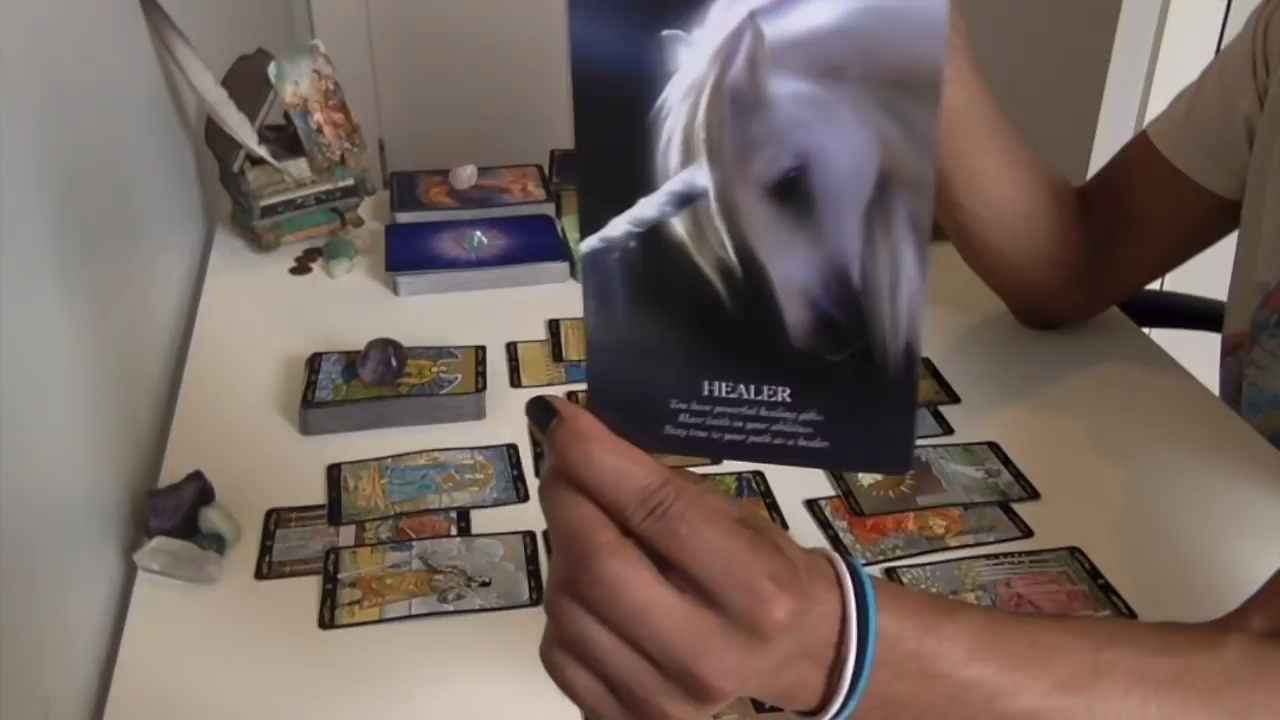 HEALER
You have powerful healing gifts.
Have faith in your abilities.
Stay true to your path as a healer.